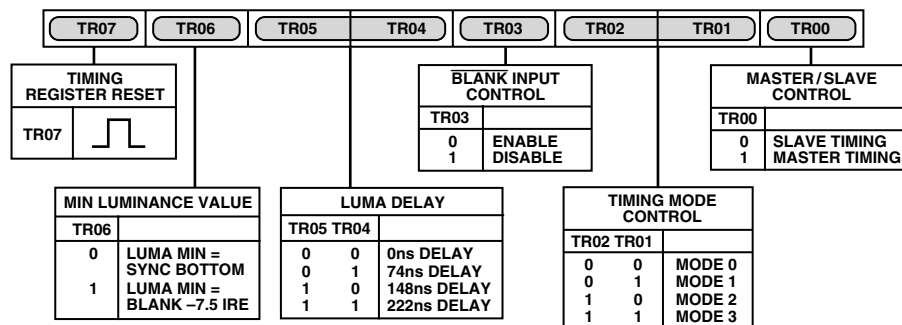 TR07 TR06 TR05 TR04 TR03 TR02 TR01 TR00
TIMING
REGISTER RESET
TR07
BLANK INPUT
CONTROL
TR03
0 ENABLE
1 DISABLE
MASTER/SLAVE
CONTROL
TR00
0 SLAVE TIMING
1 MASTER TIMING
MIN LUMINANCE VALUE
TR06
0 LUMA MIN =
SYNC BOTTOM
1 LUMA MIN =
BLANK –7.5 IRE
LUMA DELAY
TR05 TR04
0 0 0ns DELAY
0 1 74ns DELAY
1 0 148ns DELAY
1 1 222ns DELAY
TIMING MODE
CONTROL
TR02 TR01
0 0 MODE 0
0 1 MODE 1
1 0 MODE 2
1 1 MODE 3